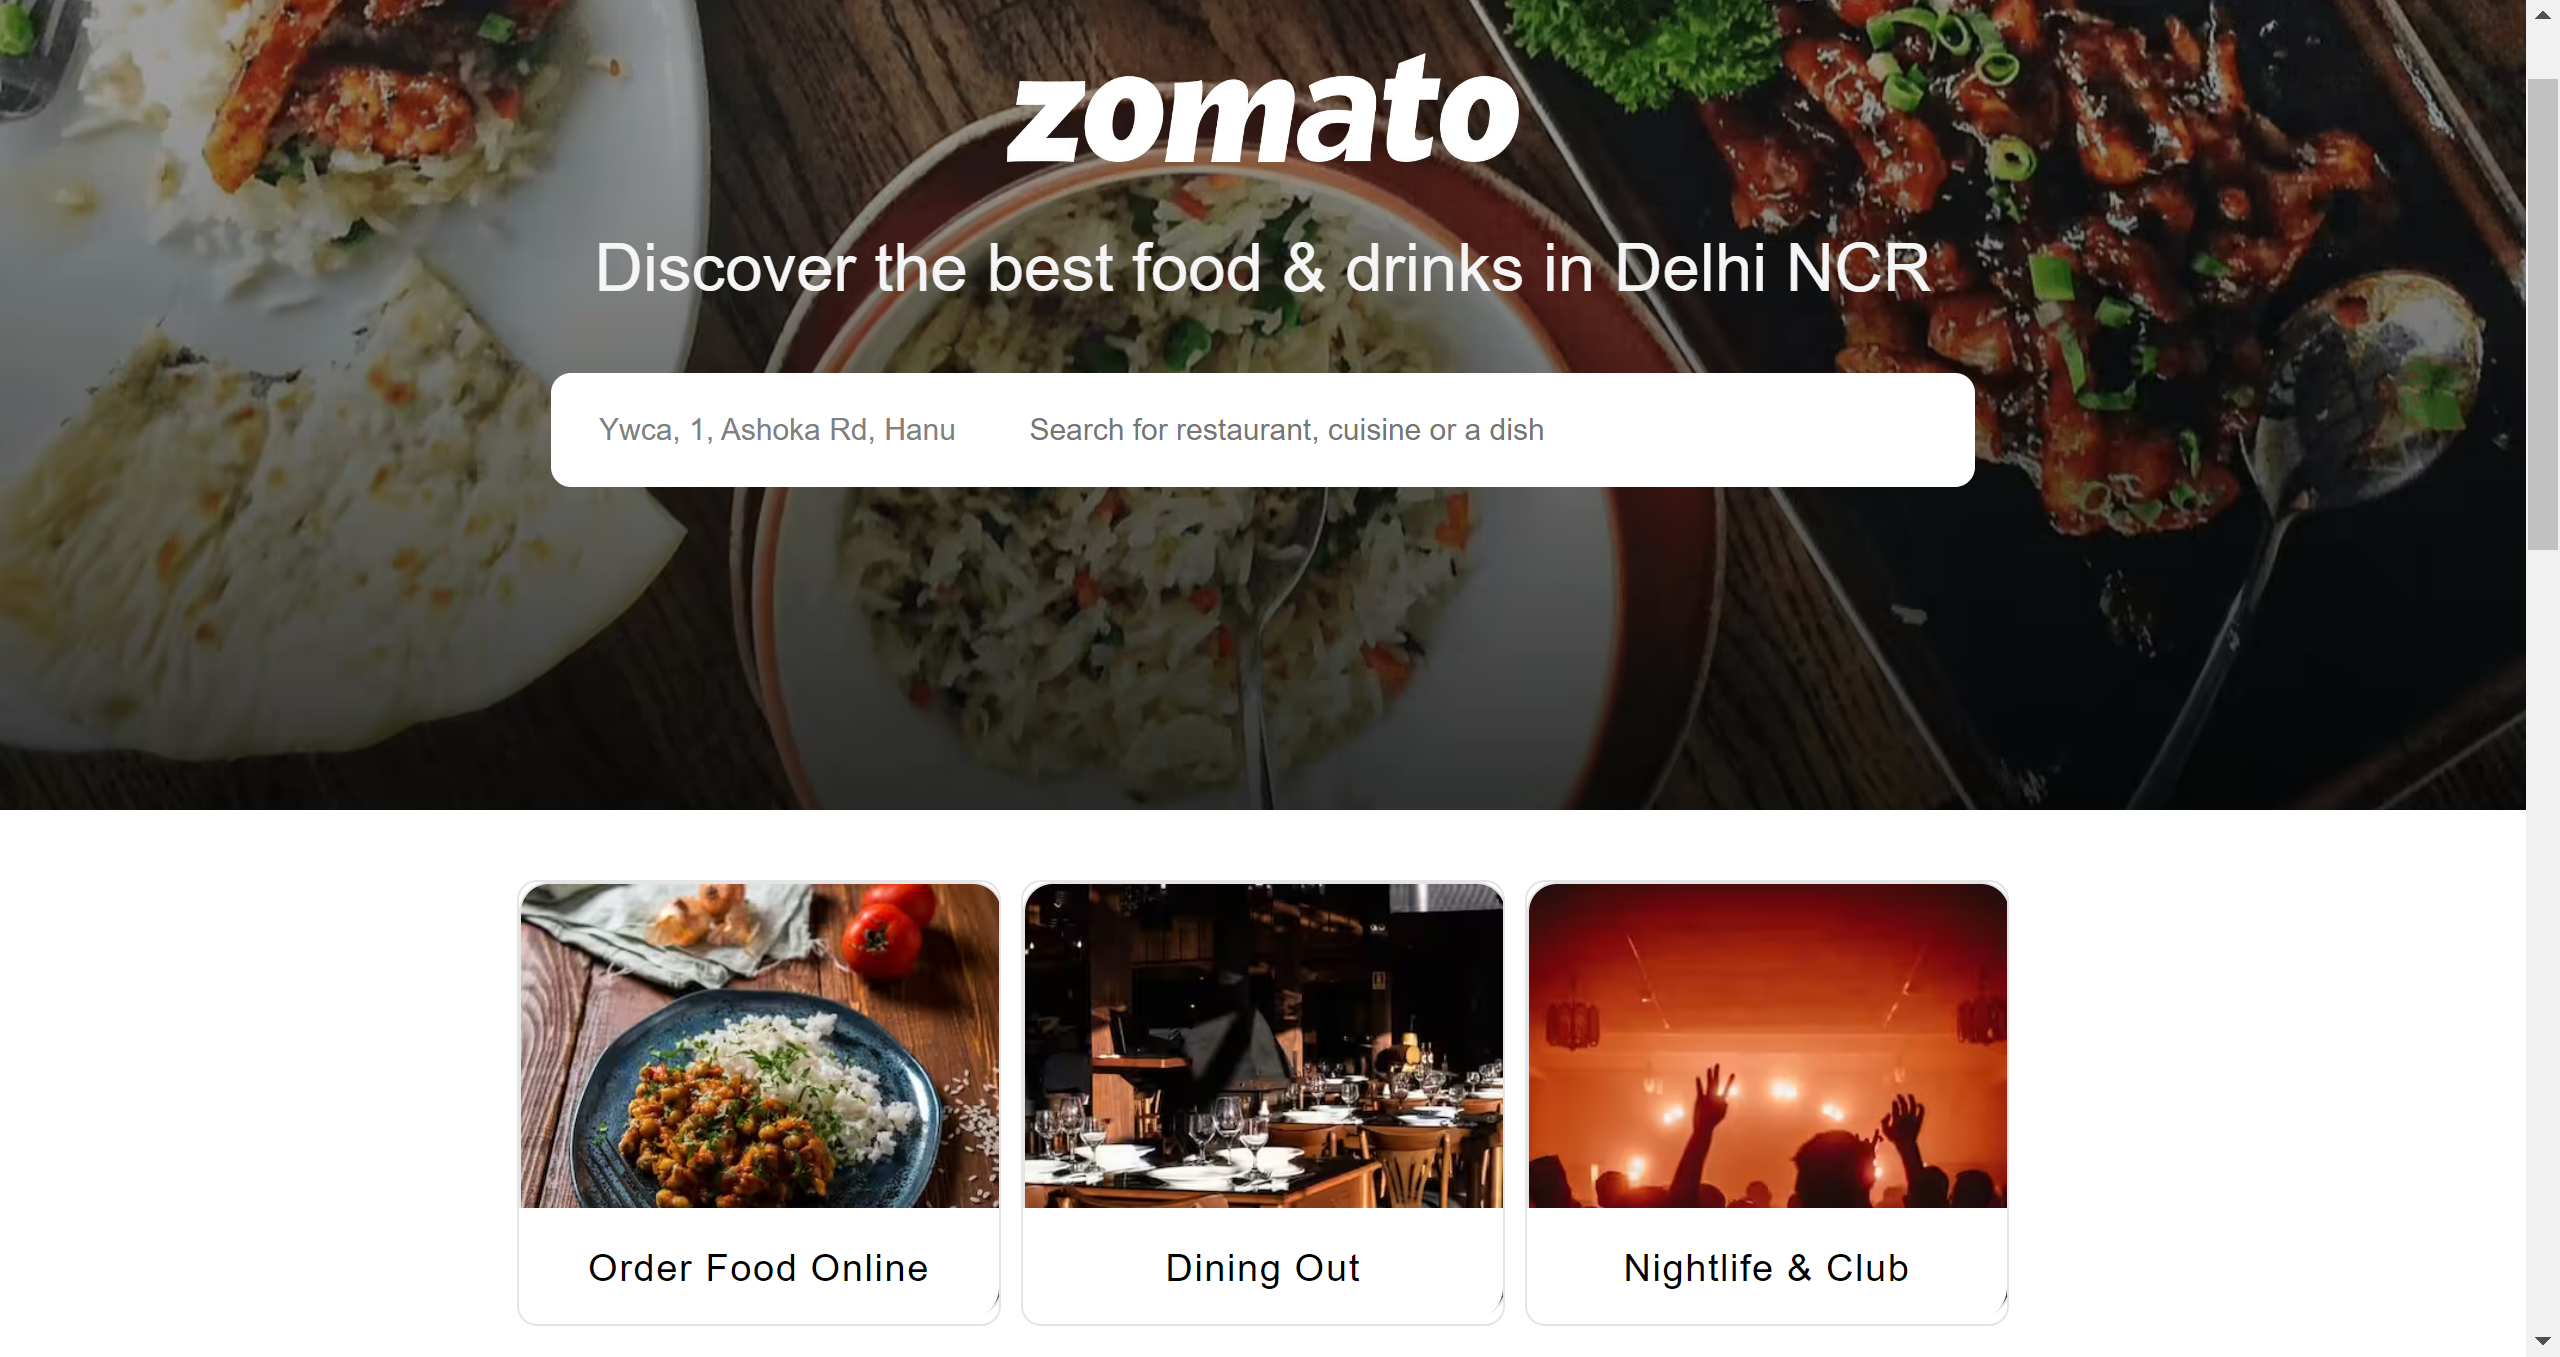 zomato
Discover the best food & drinks in Delhi NCR
Ywca, 1, Ashoka Rd, Hanu
Search for restaurant, cuisine or a dish
Order Food Online
Dining Out
Nightlife & Club